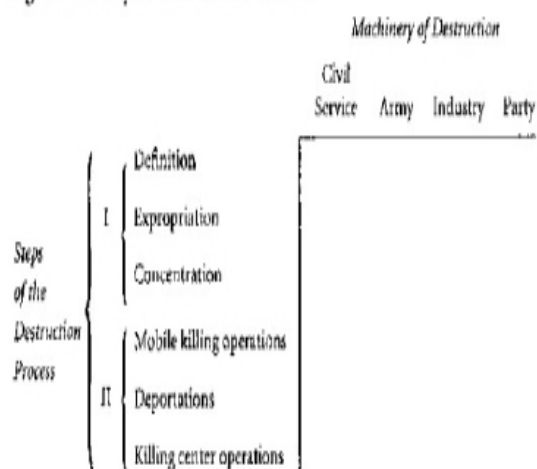 Machinery of Destruction
Civil
Service Army Industry Party
Definition
I Expropriation
Concentration
Steps
of the
Destruction
Process
Mobile killing operations
II Deportations
Killing center operations